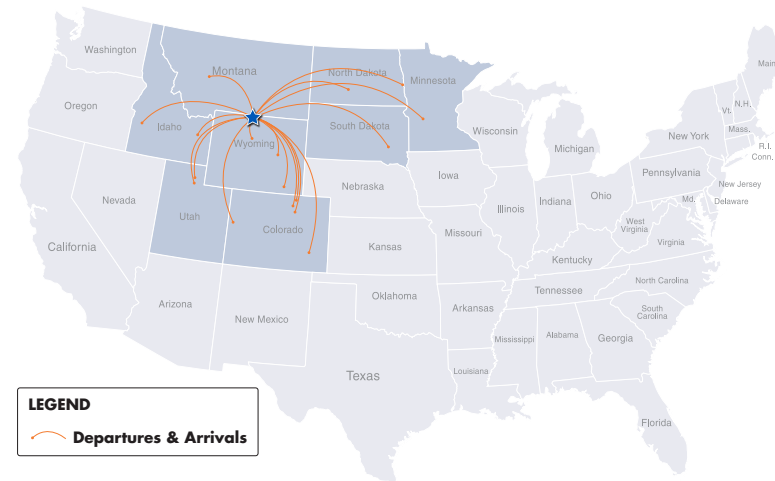 Washington
Montana
North Dakota
Minnesota
Maine
Oregon
Idaho
Wyoming
South Dakota
Wisconsin
Michigan
New York
Vt.
N.H.
Mass.
R.I.
Conn.
Nevada
Utah
Colorado
Nebraska
Iowa
Illinois
Indiana
Ohio
Pennsylvania
New Jersey
Md.
Delaware
West
Virginia
Virginia
California
Kansas
Missouri
Kentucky
Arizona
New Mexico
Oklahoma
Arkansas
Tennessee
North Carolina
South
Carolina
Texas
Louisiana
Mississippi
Alabama
Georgia
Florida
LEGEND
Departures & Arrivals